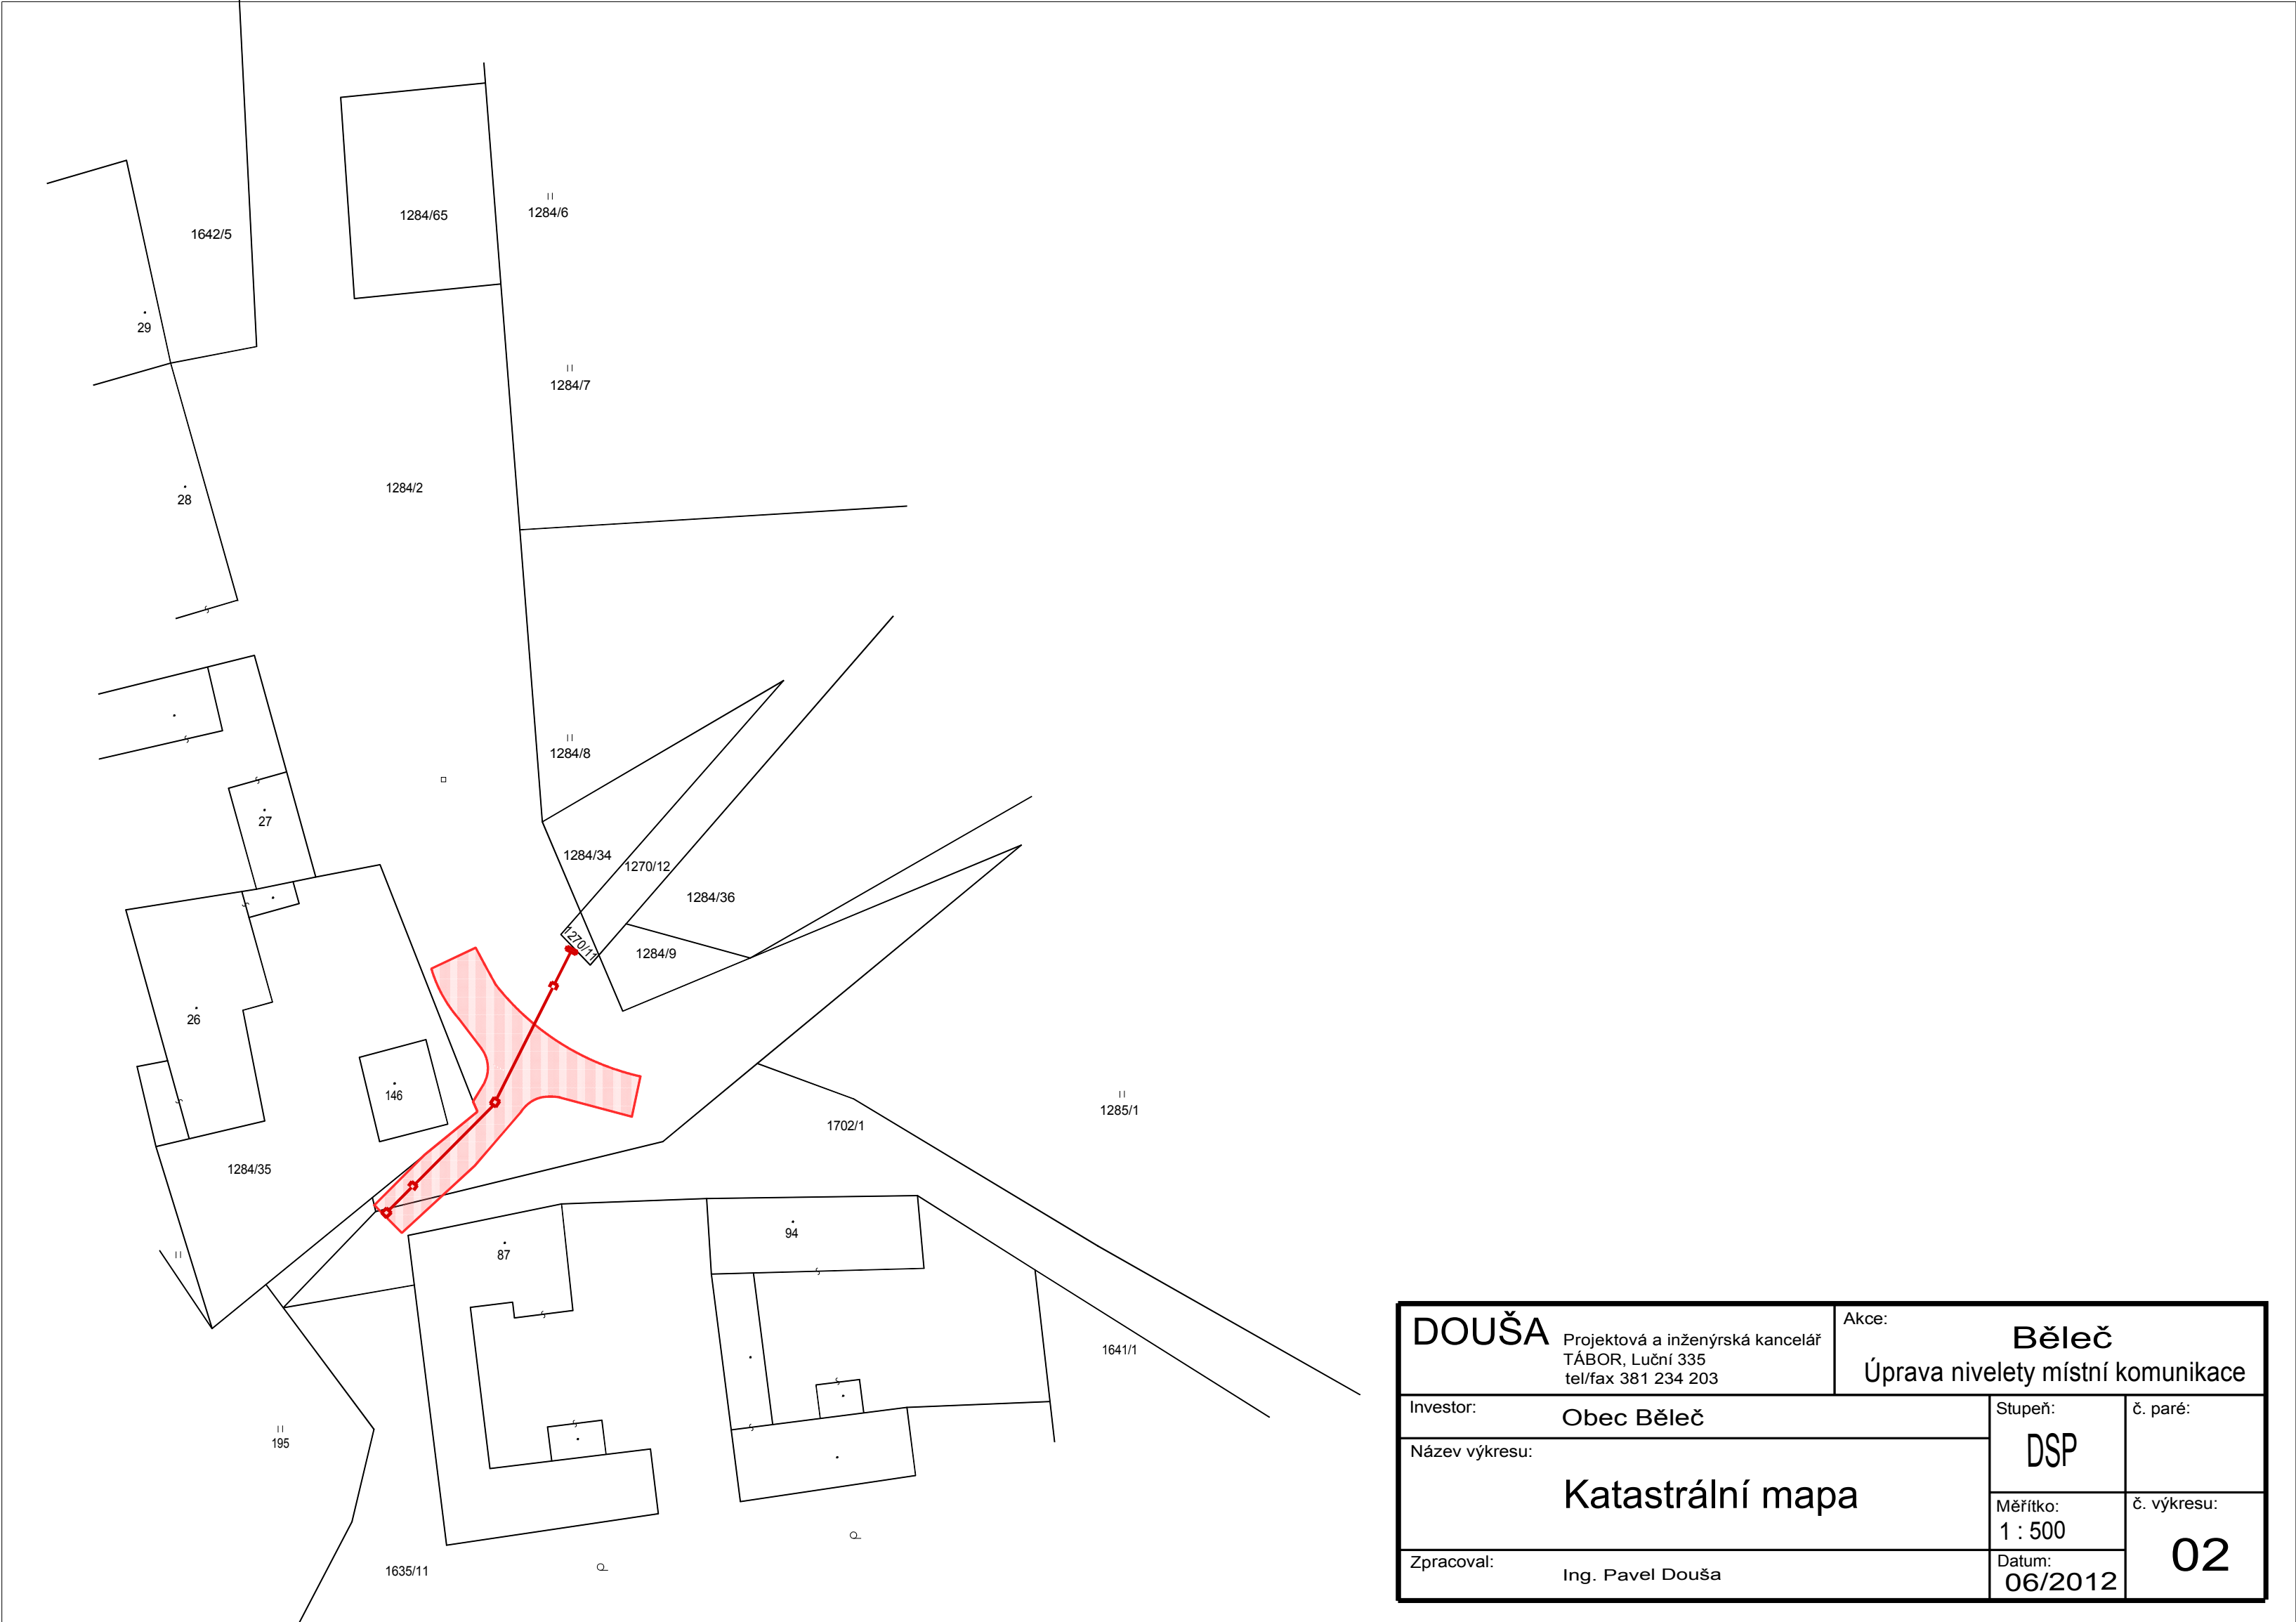 1284/65
1284/6
1642/5
29
1284/7
28
1284/2
1284/8
27
1284/34
1270/12
1284/36
1270/11
1284/9
26
146
1285/1
1702/1
1284/35
94
87
1641/1
195
1635/11
DOUŠA
Projektová a inženýrská kancelář
TÁBOR, Luční 335
tel/fax 381 234 203
Akce:
Běleč
Úprava nivelety místní komunikace
Investor:
Obec Běleč
Stupeň:
DSP
č. paré:
Název výkresu:
Katastrální mapa
Měřítko:
1 : 500
č. výkresu:
02
Zpracoval:
Ing. Pavel Douša
Datum:
06/2012